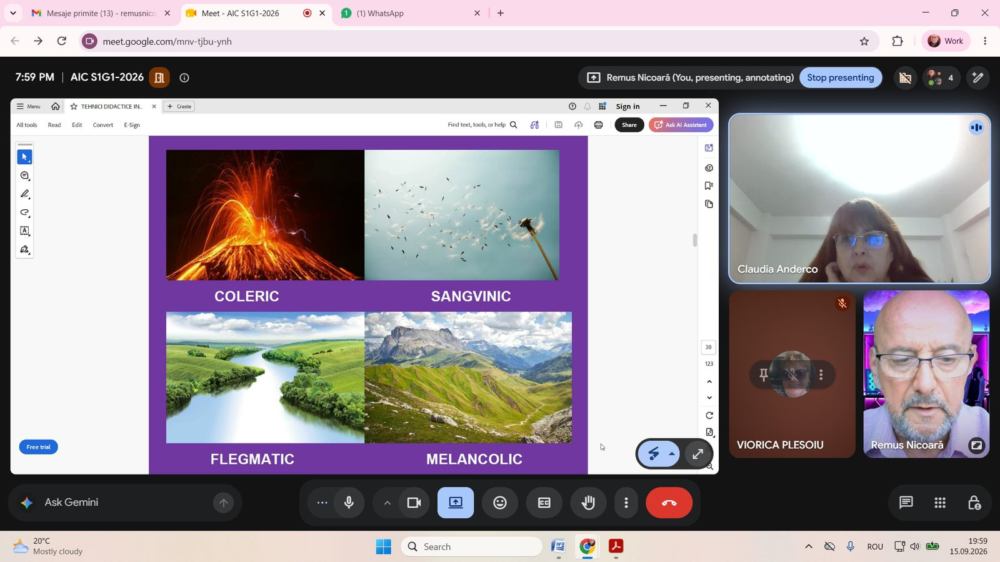 Mesaje primite (13) - remusnico
Meet - AIC S1G1-2026
(1) WhatsApp
meet.google.com/mnv-tjbu-ynh
Work
7:59 PM | AIC S1G1-2026
Remus Nicoară (You, presenting, annotating)
Stop presenting
4
Menu
TEHNICI DIDACTICE IN...
Create
Sign in
All tools
Read
Edit
Convert
E-Sign
Find text, tools, or help
Share
Ask AI Assistant
COLERIC
SANGVINIC
FLEGMATIC
MELANCOLIC
38
123
Free trial
Claudia Anderco
VIORICA PLESOIU
Remus Nicoară
Ask Gemini
20°C
Mostly cloudy
Search
ROU
19:59
15.09.2026